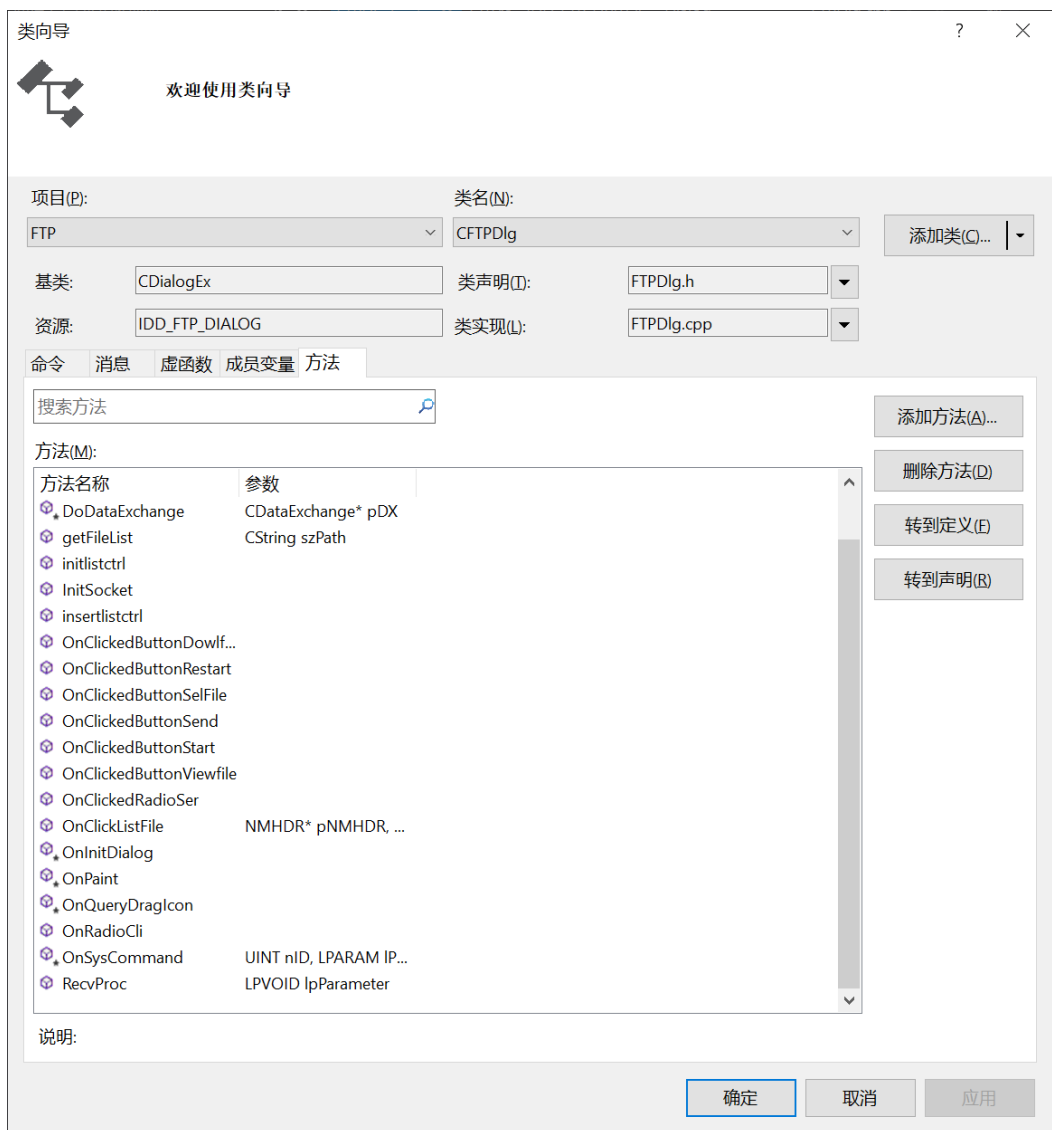 类向导 ?
欢迎使用类向导
项目(P): 类名(N):
FTP CFTPDlg 添加类(C)...
基类: CDialogEx 类声明(T): FTPDlg.h
资源: IDD_FTP_DIALOG 类实现(L): FTPDlg.cpp
命令 消息 虚函数 成员变量 方法
搜索方法
添加方法(A)...
方法(M):
删除方法(D)
方法名称 参数
DoDataExchange CDataExchange* pDX
转到定义(F)
getFileList CString szPath
initlistctrl
转到声明(R)
InitSocket
insertlistctrl
OnClickedButtonDowlf...
OnClickedButtonRestart
OnClickedButtonSelFile
OnClickedButtonSend
OnClickedButtonStart
OnClickedButtonViewfile
OnClickedRadioSer
OnClickListFile NMHDR* pNMHDR, ...
OnInitDialog
OnPaint
OnQueryDragIcon
OnRadioCli
OnSysCommand UINT nID, LPARAM lP...
RecvProc LPVOID lpParameter
说明:
确定 取消 应用